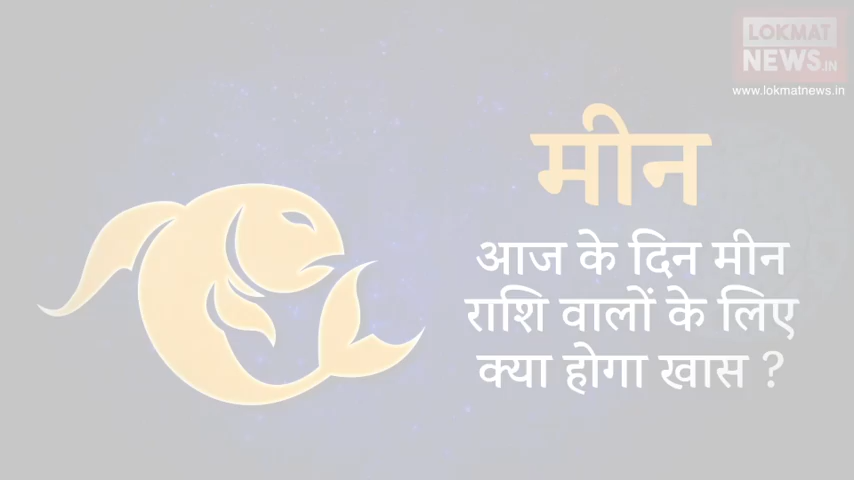 LOKMAT
NEWS.IN
www.lokmatnews.in
मीन
आज के दिन मीन
राशि वालों के लिए
क्या होगा खास ?